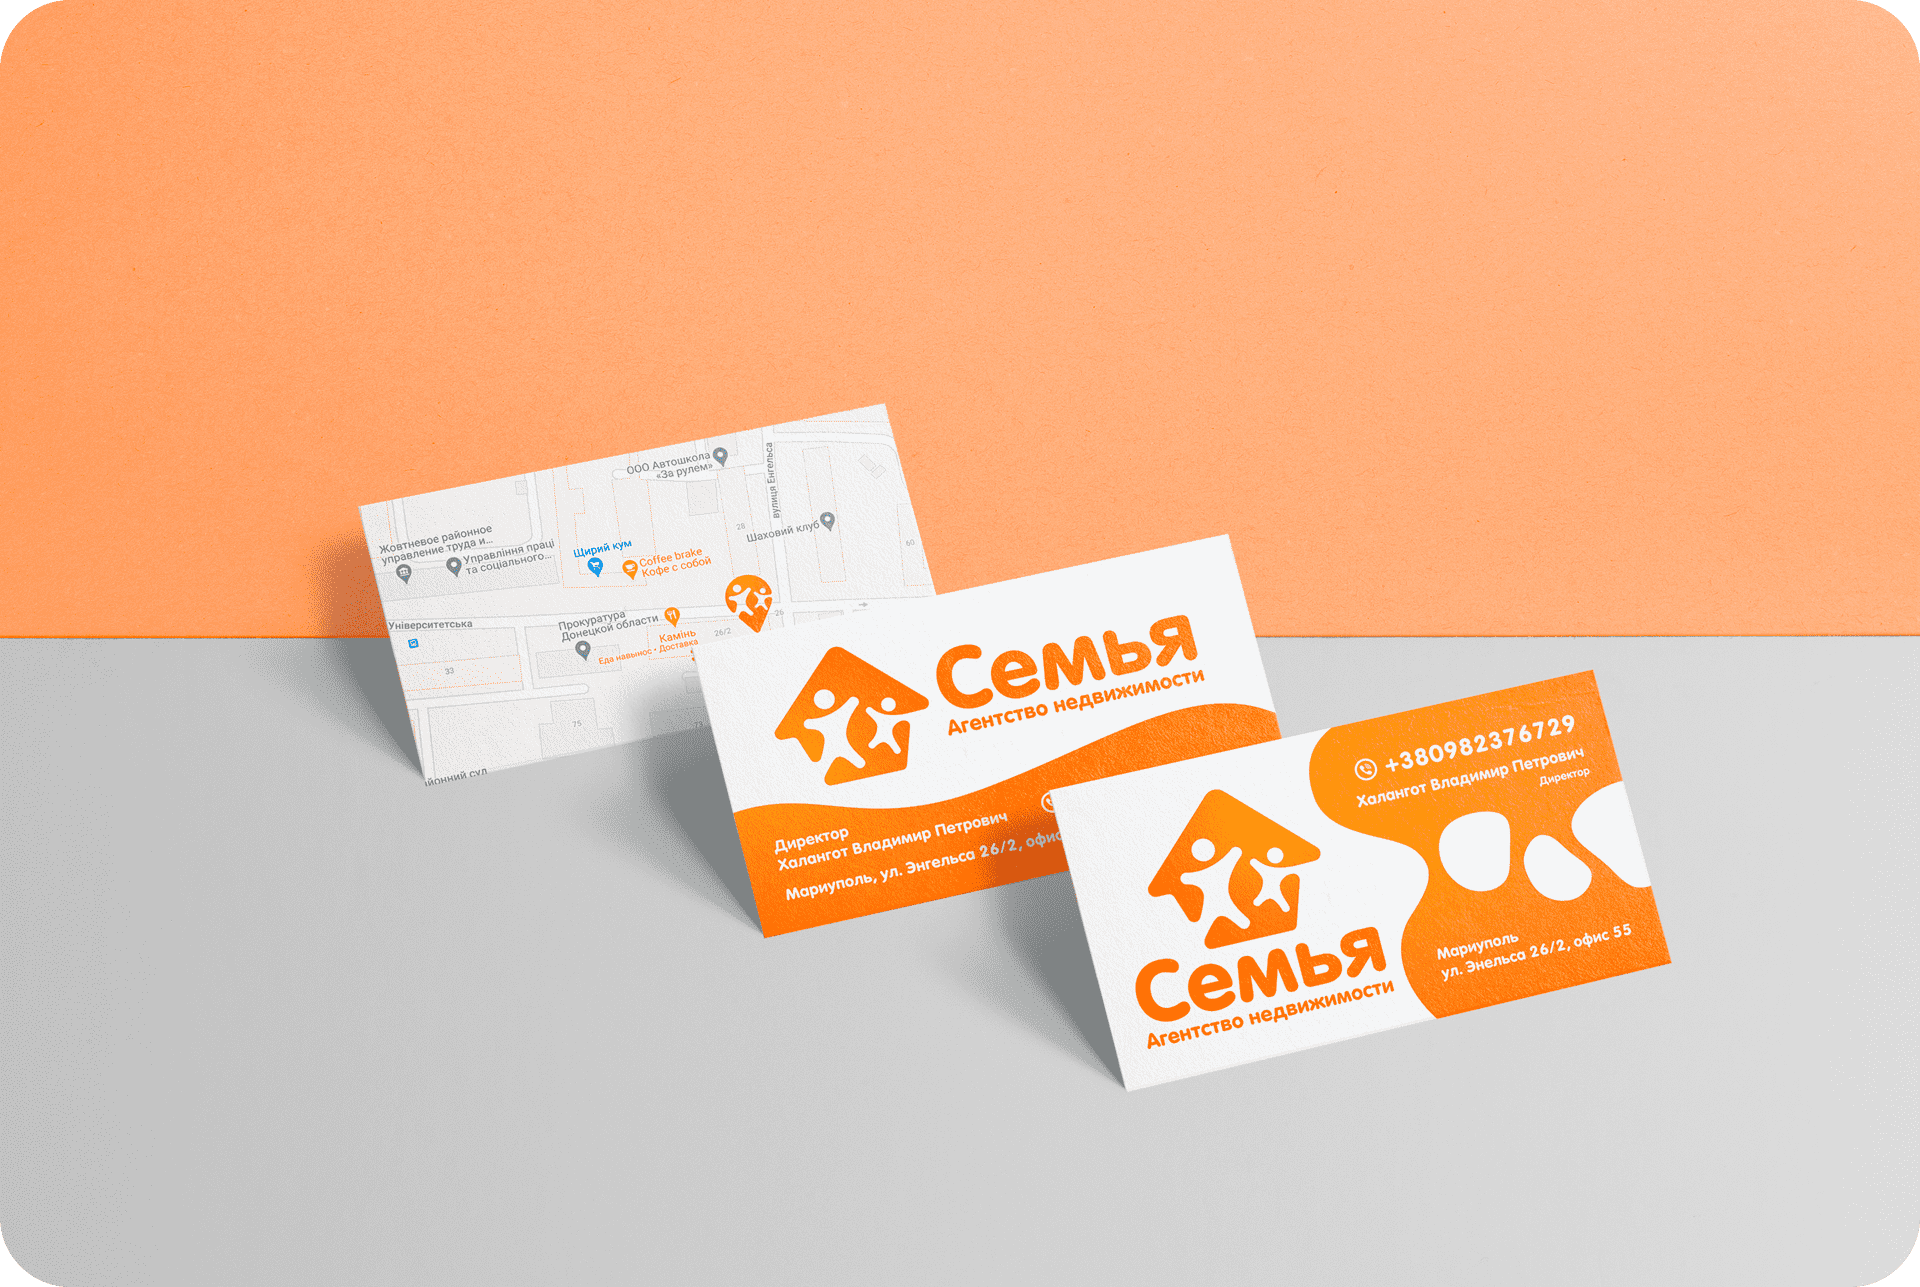 ООО Автошкола
«За рулем»
вулиця Енгельса
Жовтневое районное
управление труда и...
Управління праці
та соціального...
Щирий кум
Coffee brake
Кофе с собой
28
Шаховий клуб
60
Університетська
Прокуратура
Донецкой области
Камінь
Еда навынос • Доставка
26/2
26
33
75
73
йонний суд
Семья
Агентство недвижимости
Директор
Халангот Владимир Петрович
Мариуполь, ул. Энгельса 26/2, офис
+380982376729
Халангот Владимир Петрович
Директор
Семья
Агентство недвижимости
Мариуполь
ул. Энельса 26/2, офис 55